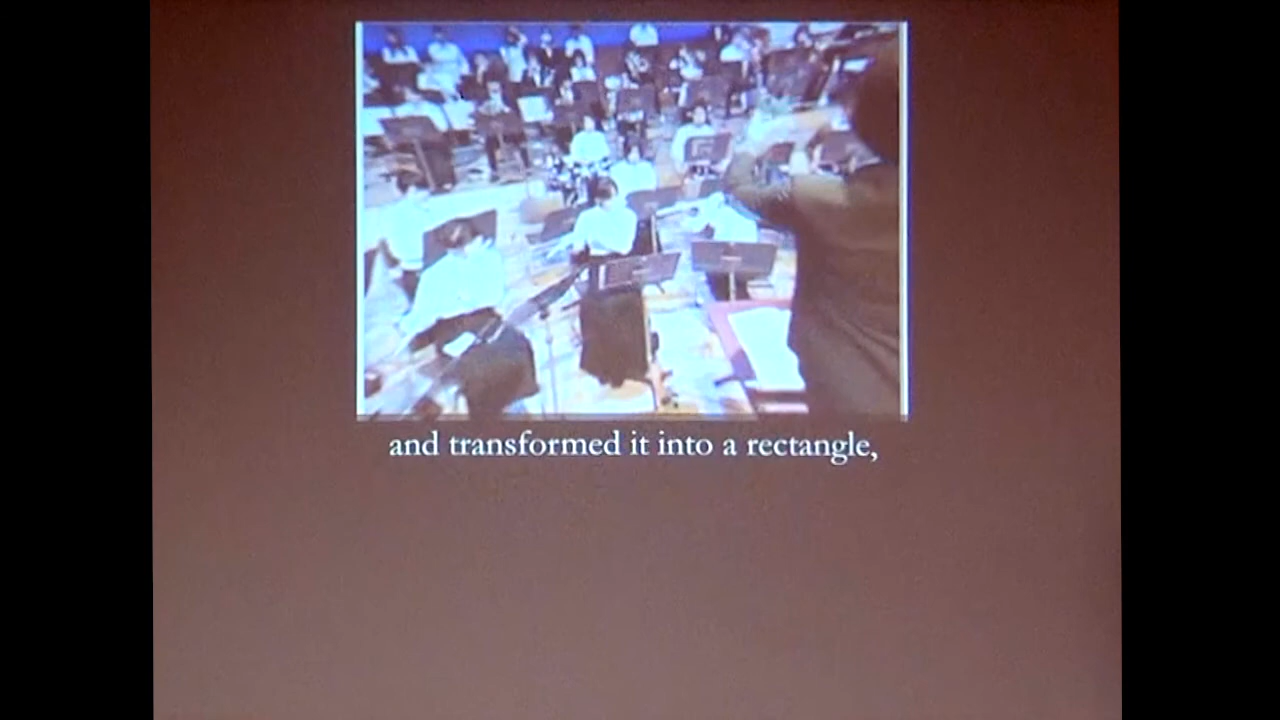 and transformed it into a rectangle,